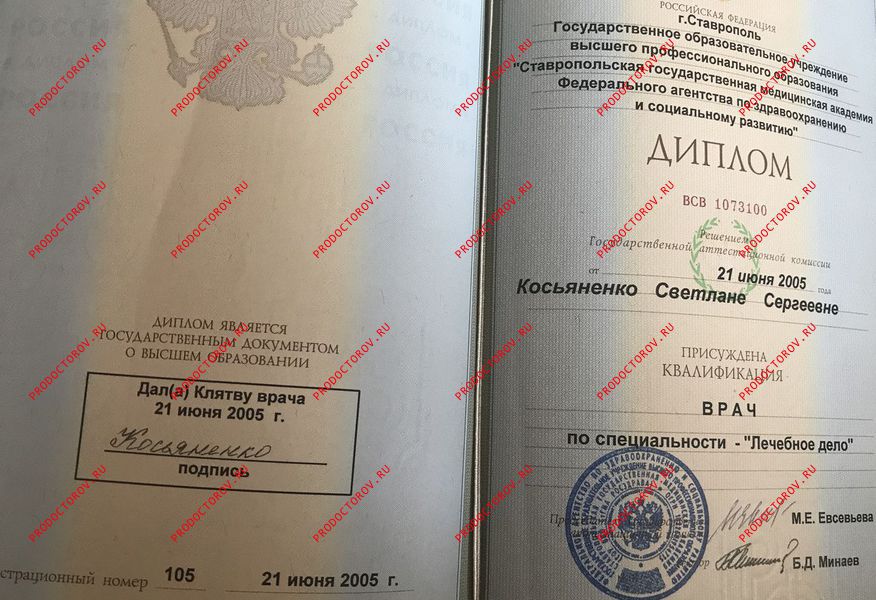 ДИПЛОМ ЯВЛЯЕТСЯ
ГОСУДАРСТВЕННЫМ ДОКУМЕНТОМ
О ВЫСШЕМ ОБРАЗОВАНИИ
Дал(а) Клятву врача
21 июня 2005 г.
Косьяненко
подпись
страционный номер 105 21 июня 2005 г.
РОССИЙСКАЯ ФЕДЕРАЦИЯ
г.Ставрополь
Государственное образовательное учреждение
высшего профессионального образования
"Ставропольская государственная медицинская академия
Федерального агентства по здравоохранению
и социальному развитию"
ДИПЛОМ
ВСВ 1073100
Решением
Государственной аттестационной комиссии
от 21 июня 2005 года
Косьяненко Светлане Сергеевне
ПРИСУЖДЕНА
КВАЛИФИКАЦИЯ
ВРАЧ
по специальности - "Лечебное дело"
М.Е. Евсевьева
Б.Д. Минаев
PRODOCTOROV.RU